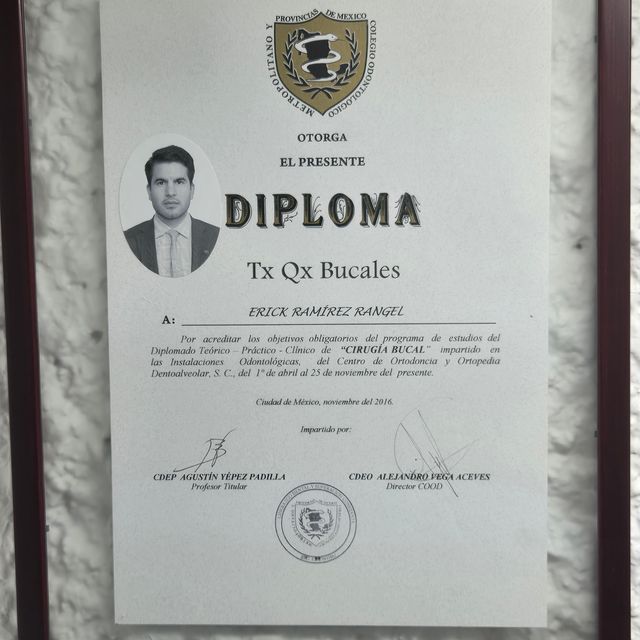 METROPOLITANO Y PROVINCIAS DE MEXICO COLEGIO ODONTOLÓGICO
OTORGA
EL PRESENTE
DIPLOMA
Tx Qx Bucales
A: ERICK RAMÍREZ RANGEL
Por acreditar los objetivos obligatorios del programa de estudios del
Diplomado Teórico – Práctico - Clínico de “CIRUGÍA BUCAL” impartido en
las Instalaciones Odontológicas, del Centro de Ortodoncia y Ortopedia
Dentoalveolar, S. C., del 1° de abril al 25 de noviembre del presente.
Ciudad de México, noviembre del 2016.
Impartido por:
CDEP AGUSTÍN YÉPEZ PADILLA
Profesor Titular
CDEO ALEJANDRO VEGA ACEVES
Director COOD